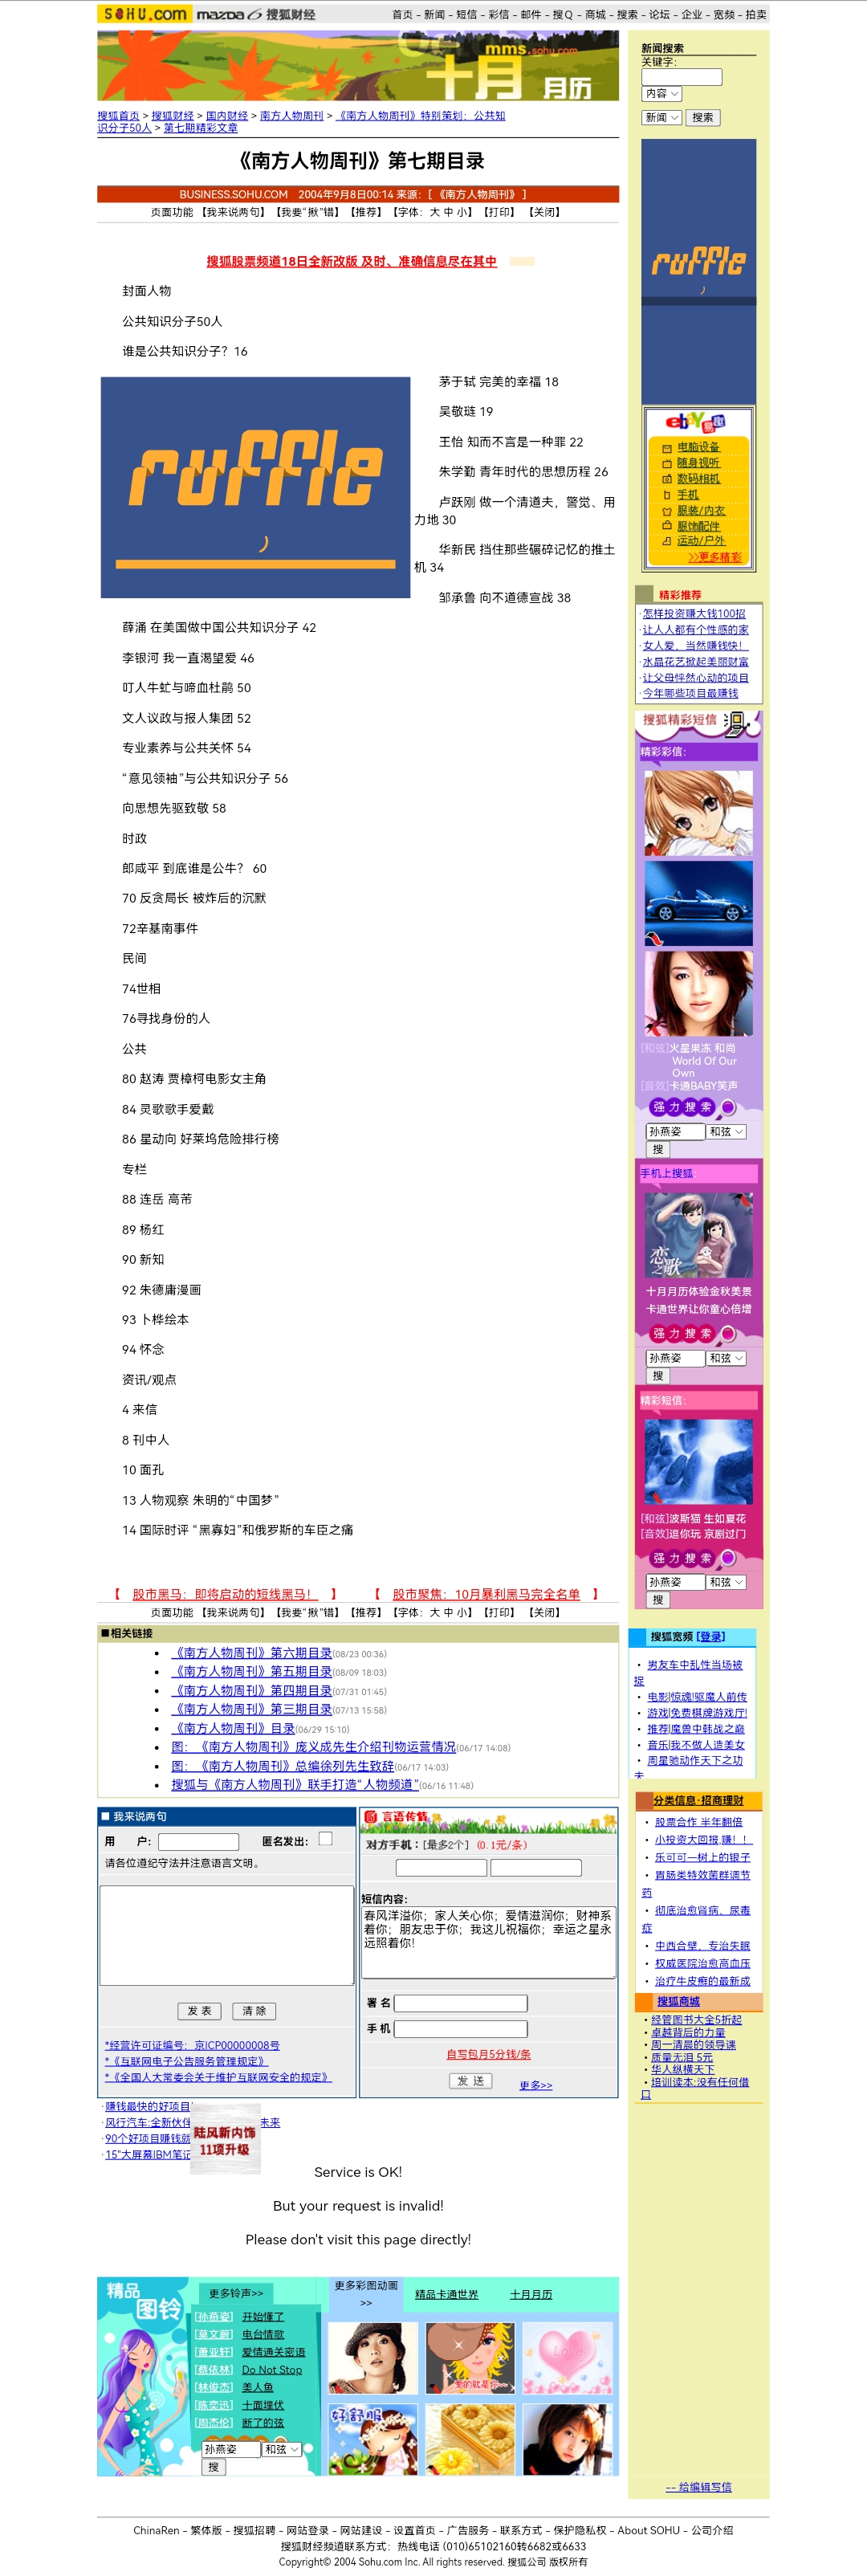 SOHU.com mazda6 搜狐财经
首页 - 新闻 - 短信 - 彩信 - 邮件 - 搜Q - 商城 - 搜索 - 论坛 - 企业 - 宽频 - 拍卖
mms.sohu.com
十月 月历
搜狐首页 > 搜狐财经 > 国内财经 > 南方人物周刊 > 《南方人物周刊》特别策划：公共知
识分子50人 > 第七期精彩文章
《南方人物周刊》第七期目录
BUSINESS.SOHU.COM 2004年9月8日00:14 来源：[ 《南方人物周刊》 ]
页面功能 【我来说两句】【我要“揪”错】【推荐】【字体：大 中 小】【打印】 【关闭】
搜狐股票频道18日全新改版 及时、准确信息尽在其中
封面人物
公共知识分子50人
谁是公共知识分子？16
ruffle
茅于轼 完美的幸福 18
吴敬琏 19
王怡 知而不言是一种罪 22
朱学勤 青年时代的思想历程 26
卢跃刚 做一个清道夫，警觉、用
力地 30
华新民 挡住那些碾碎记忆的推土
机 34
邹承鲁 向不道德宣战 38
薛涌 在美国做中国公共知识分子 42
李银河 我一直渴望爱 46
叮人牛虻与啼血杜鹃 50
文人议政与报人集团 52
专业素养与公共关怀 54
“意见领袖”与公共知识分子 56
向思想先驱致敬 58
时政
郎咸平 到底谁是公牛？ 60
70 反贪局长 被炸后的沉默
72辛基南事件
民间
74世相
76寻找身份的人
公共
80 赵涛 贾樟柯电影女主角
84 灵歌歌手爱戴
86 星动向 好莱坞危险排行榜
专栏
88 连岳 高芾
89 杨红
90 新知
92 朱德庸漫画
93 卜桦绘本
94 怀念
资讯/观点
4 来信
8 刊中人
10 面孔
13 人物观察 朱明的“中国梦”
14 国际时评 “黑寡妇”和俄罗斯的车臣之痛
【 股市黑马：即将启动的短线黑马！ 】 【 股市聚焦：10月暴利黑马完全名单 】
页面功能 【我来说两句】【我要“揪”错】【推荐】【字体：大 中 小】【打印】 【关闭】
■相关链接
《南方人物周刊》第六期目录(08/23 00:36)
《南方人物周刊》第五期目录(08/09 18:03)
《南方人物周刊》第四期目录(07/31 01:45)
《南方人物周刊》第三期目录(07/13 15:58)
《南方人物周刊》目录(06/29 15:10)
图：《南方人物周刊》庞义成先生介绍刊物运营情况(06/17 14:08)
图：《南方人物周刊》总编徐列先生致辞(06/17 14:03)
搜狐与《南方人物周刊》联手打造“人物频道”(06/16 11:48)
■ 我来说两句
用 户： 匿名发出：
请各位遵纪守法并注意语言文明。
发 表 清 除
*经营许可证编号：京ICP00000008号
*《互联网电子公告服务管理规定》
*《全国人大常委会关于维护互联网安全的规定》
言语传情
对方手机：[最多2个] (0.1元/条)
短信内容：
春风洋溢你；家人关心你；爱情滋润你；财神系
着你；朋友忠于你；我这儿祝福你；幸运之星永
远照着你！
署 名
手 机
自写包月5分钱/条
发 送 更多>>
·赚钱最快的好项目
·风行汽车:全新伙伴 未来
·90个好项目赚钱
·15"大屏幕IBM笔记
陆风新内饰
11项升级
Service is OK!
But your request is invalid!
Please don't visit this page directly!
精品
图铃
更多铃声>>
[孙燕姿] 开始懂了
[莫文蔚] 电台情歌
[萧亚轩] 爱情通关密语
[蔡依林] Do Not Stop
[林俊杰] 美人鱼
[陈奕迅] 十面埋伏
[周杰伦] 断了的弦
孙燕姿 和弦
搜
更多彩图动画
>>
精品卡通世界 十月月历
爱的就是你~
好舒服
新闻搜索
关键字：
内容
新闻 搜索
ruffle
ebay易趣
电脑设备
随身视听
数码相机
手机
服装/内衣
服饰配件
运动/户外
>>更多精彩
精彩推荐
·怎样投资赚大钱100招
·让人人都有个性感的家
·女人爱，当然赚钱快！
·水晶花艺掀起美丽财富
·让父母怦然心动的项目
·今年哪些项目最赚钱
搜狐精彩短信
精彩彩信：
[和弦]火星果冻 和尚
World Of Our
Own
[音效]卡通BABY笑声
强力搜索
孙燕姿 和弦
搜
手机上搜狐
恋之歌
十月月历体验金秋美景
卡通世界让你童心倍增
强力搜索
孙燕姿 和弦
搜
精彩短信：
[和弦]波斯猫 生如夏花
[音效]逗你玩 京剧过门
强力搜索
孙燕姿 和弦
搜
搜狐宽频 [登录]
· 男友车中乱性当场被
捉
· 电影|惊魂!驱魔人前传
· 游戏|免费棋牌游戏厅!
· 推荐|魔兽中韩战之巅
· 音乐|我不做人造美女
· 周星驰动作天下之功
夫
分类信息·招商理财
· 股票合作 半年翻倍
· 小投资大回报,赚！！
· 乐可可—树上的银子
· 胃肠类特效菌群调节
药
· 彻底治愈肾病、尿毒
症
· 中西合璧，专治失眠
· 权威医院治愈高血压
· 治疗牛皮癣的最新成
搜狐商城
·经管图书大全5折起
·卓越背后的力量
·周一清晨的领导课
·质量无泪 5元
·华人纵横天下
·培训读本:没有任何借
口
-- 给编辑写信
ChinaRen - 繁体版 - 搜狐招聘 - 网站登录 - 网站建设 - 设置首页 - 广告服务 - 联系方式 - 保护隐私权 - About SOHU - 公司介绍
搜狐财经频道联系方式：热线电话 (010)65102160转6682或6633
Copyright© 2004 Sohu.com Inc. All rights reserved. 搜狐公司 版权所有